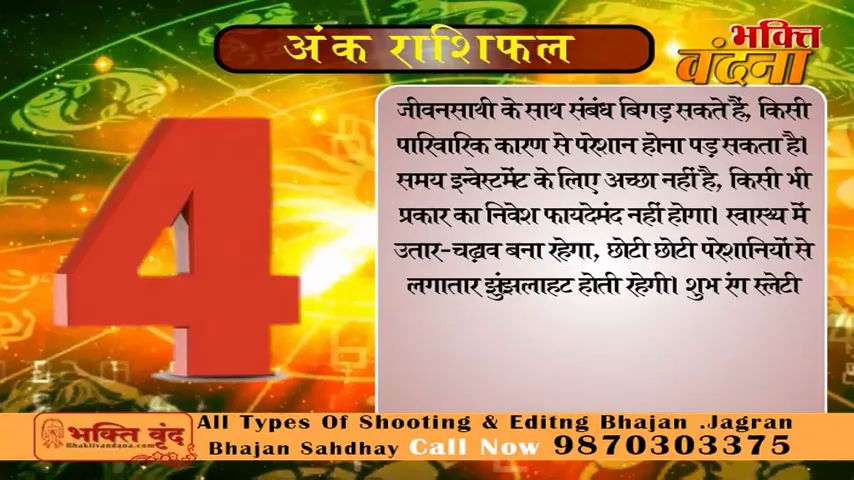 अंक राशिफल
भक्ति
वंदना
4
जीवनसाथी के साथ संबंध बिगड़ सकते हैं, किसी
पारिवारिक कारण से परेशान होना पड़ सकता है।
समय इन्वेस्टमेंट के लिए अच्छा नहीं है, किसी भी
प्रकार का निवेश फायदेमंद नहीं होगा। स्वास्थ्य में
उतार-चढ़ाव बना रहेगा, छोटी छोटी परेशानियों से
लगातार झुंझलाहट होती रहेगी। शुभ रंग स्लेटी
भक्ति वृंद
Bhaktivandana.com
All Types Of Shooting & Editng Bhajan .Jagran
Bhajan Sahdhay Call Now 9870303375